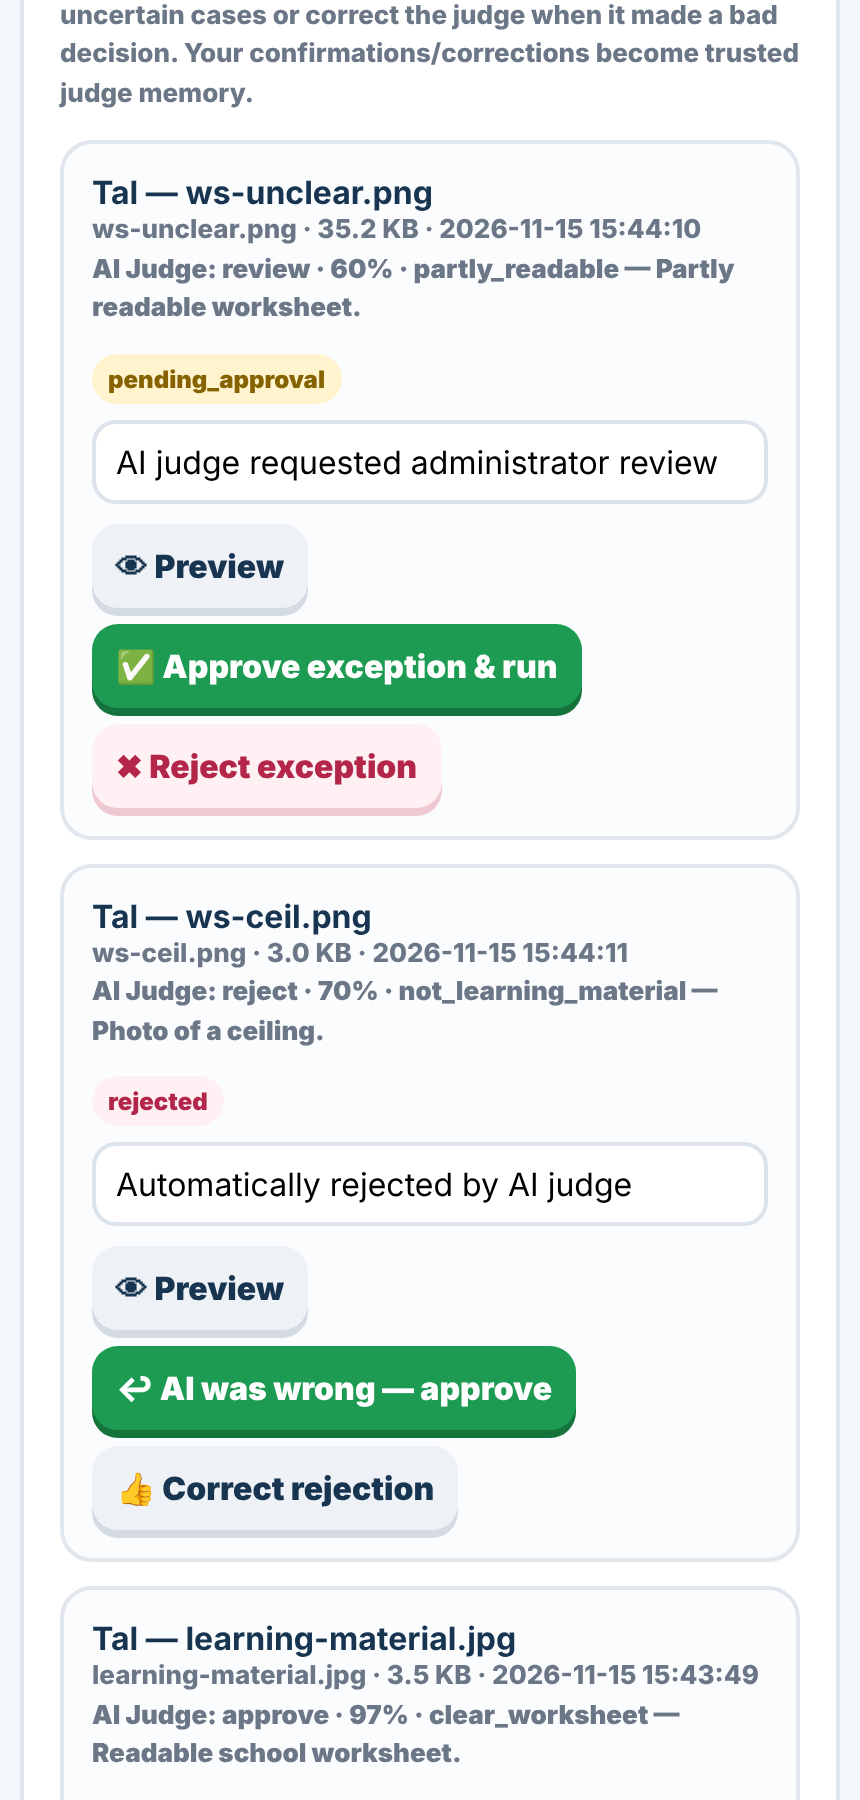 uncertain cases or correct the judge when it made a bad
decision. Your confirmations/corrections become trusted
judge memory.
Tal — ws-unclear.png
ws-unclear.png · 35.2 KB · 2026-11-15 15:44:10
AI Judge: review · 60% · partly_readable — Partly
readable worksheet.
pending_approval
AI judge requested administrator review
👁 Preview
✅ Approve exception & run
✖ Reject exception
Tal — ws-ceil.png
ws-ceil.png · 3.0 KB · 2026-11-15 15:44:11
AI Judge: reject · 70% · not_learning_material —
Photo of a ceiling.
rejected
Automatically rejected by AI judge
👁 Preview
↩ AI was wrong — approve
👍 Correct rejection
Tal — learning-material.jpg
learning-material.jpg · 3.5 KB · 2026-11-15 15:43:49
AI Judge: approve · 97% · clear_worksheet —
Readable school worksheet.